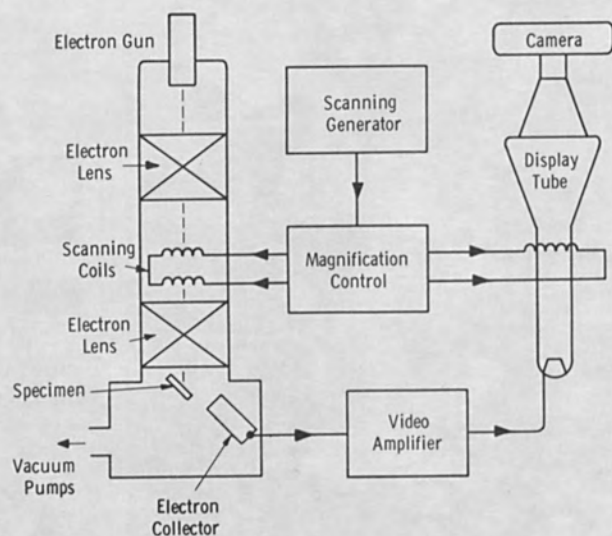 Electron Gun
Camera
Scanning
Generator
Electron
Lens
Display
Tube
Scanning
Coils
Magnification
Control
Electron
Lens
Specimen
Video
Amplifier
Vacuum
Pumps
Electron
Collector